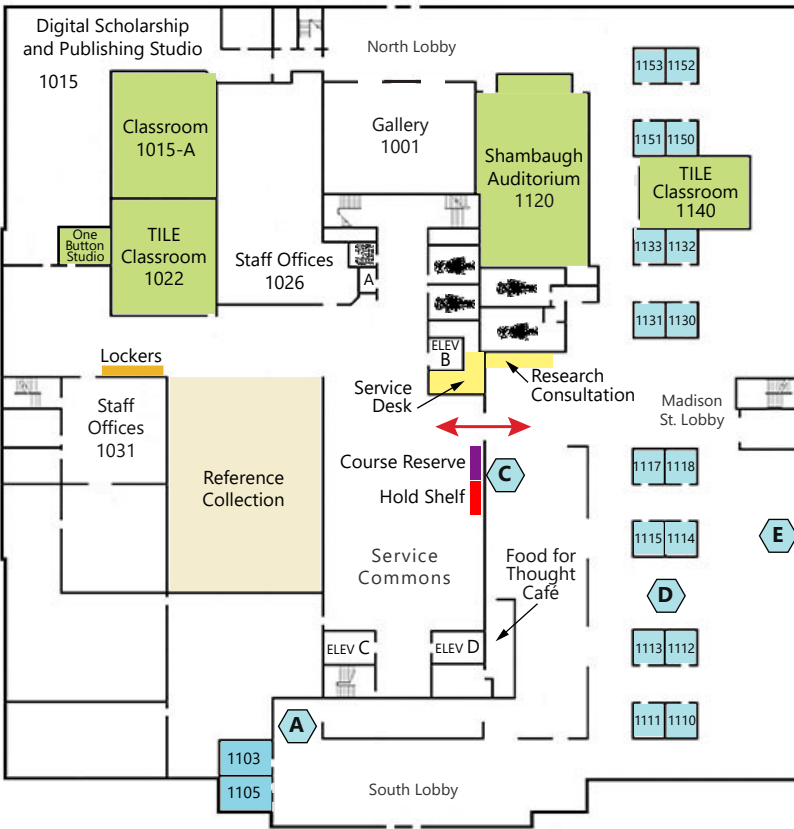 Digital Scholarship
and Publishing Studio
1015
North Lobby
1153
1152
Classroom
1015-A
Gallery
1001
Shambaugh
Auditorium
1120
1151
1150
TILE
Classroom
1140
One
Button
Studio
TILE
Classroom
1022
Staff Offices
1026
A
1133
1132
1131
1130
ELEV
B
Lockers
Service
Desk
Research
Consultation
Staff
Offices
1031
Madison
St. Lobby
Reference
Collection
Course Reserve
Hold Shelf
C
1117
1118
Service
Commons
Food for
Thought
Café
1115
1114
E
D
ELEV C
ELEV D
1113
1112
A
1111
1110
1103
1105
South Lobby